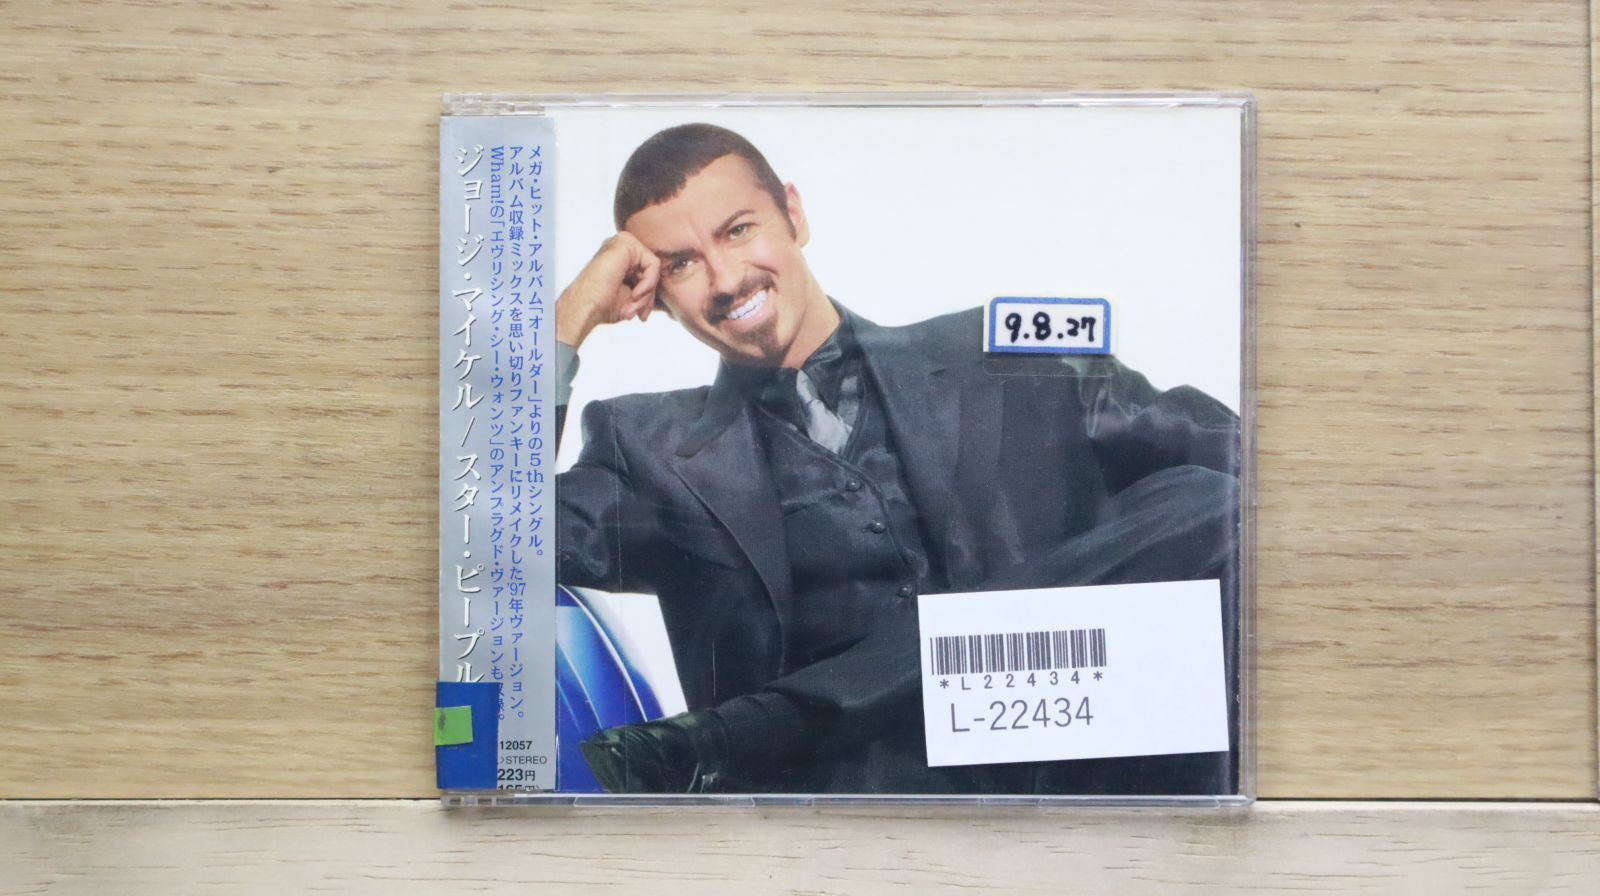 ジョージ・マイケル/スター・ピープル
メガ・ヒット・アルバム「オールダー」よりの5thシングル。
アルバム収録ミックスを思い切りファンキーにリメイクした'97年ヴァージョン。
Wham!の「エヴリシング・シー・ウォンツ」のアンプラグド・ヴァージョンも収録。
12057
STEREO
223円
9.8.27
*L22434*
L-22434